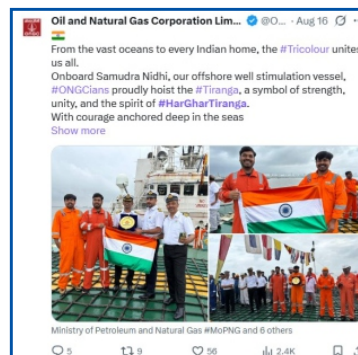 Oil and Natural Gas Corporation Lim... @O... · Aug 16
From the vast oceans to every Indian home, the #Tricolour unites
us all.
Onboard Samudra Nidhi, our offshore well stimulation vessel,
#ONGCians proudly hoist the #Tiranga, a symbol of strength,
unity, and the spirit of #HarGharTiranga.
With courage anchored deep in the seas
Show more
Ministry of Petroleum and Natural Gas #MoPNG and 6 others
5 9 56 2.4K